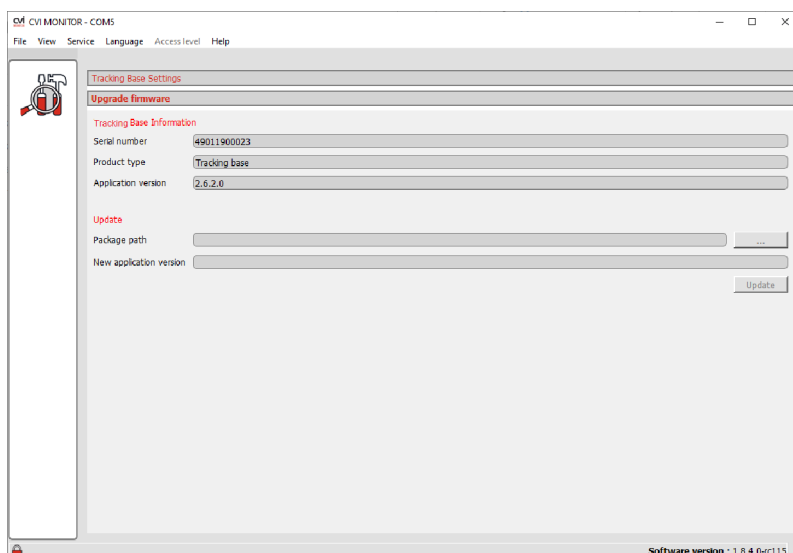 CVI CVI MONITOR - COM5
File View Service Language Access level Help
Tracking Base Settings
Upgrade firmware
Tracking Base Information
Serial number 49011900023
Product type Tracking base
Application version 2.6.2.0
Update
Package path ...
New application version
Update
Software version : 1.8.4.0-rc115